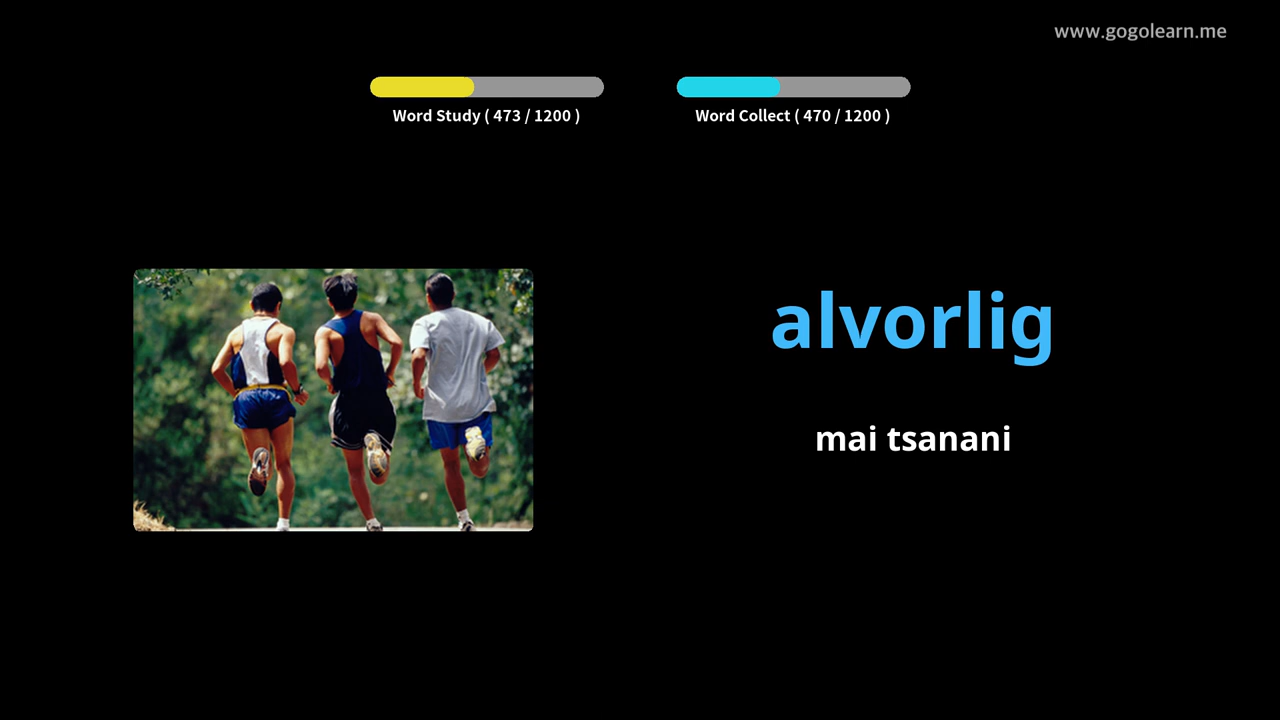 www.gogolearn.me
Word Study ( 473 / 1200 )
Word Collect ( 470 / 1200 )
alvorlig
mai tsanani